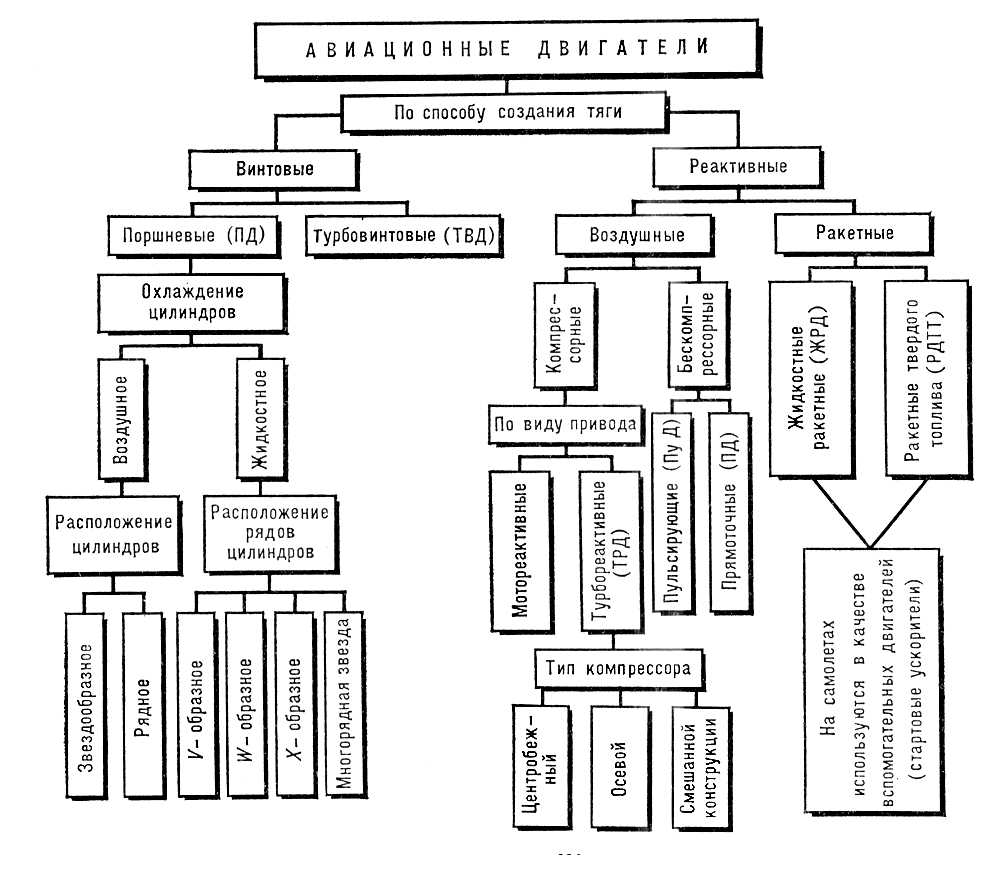 АВИАЦИОННЫЕ ДВИГАТЕЛИ
По способу создания тяги
Винтовые
Реактивные
Поршневые (ПД)
Турбовинтовые (ТВД)
Воздушные
Ракетные
Охлаждение
цилиндров
Компрес-
сорные
Бескомп-
рессорные
Жидкостные
ракетные (ЖРД)
Ракетные твердого
топлива (РДТТ)
Воздушное
Жидкостное
По виду привода
Расположение
цилиндров
Расположение
рядов
цилиндров
Мотореактивные
Турбореактивные
(ТРД)
Пульсирующие (Пу Д)
Прямоточные (ПД)
Звездообразное
Рядное
V-образное
W-образное
X-образное
Многорядная звезда
Тип компрессора
Центробеж-
ный
Осевой
Смешанной
конструкции
На самолетах
используются в качестве
вспомогательных двигателей
(стартовые ускорители)